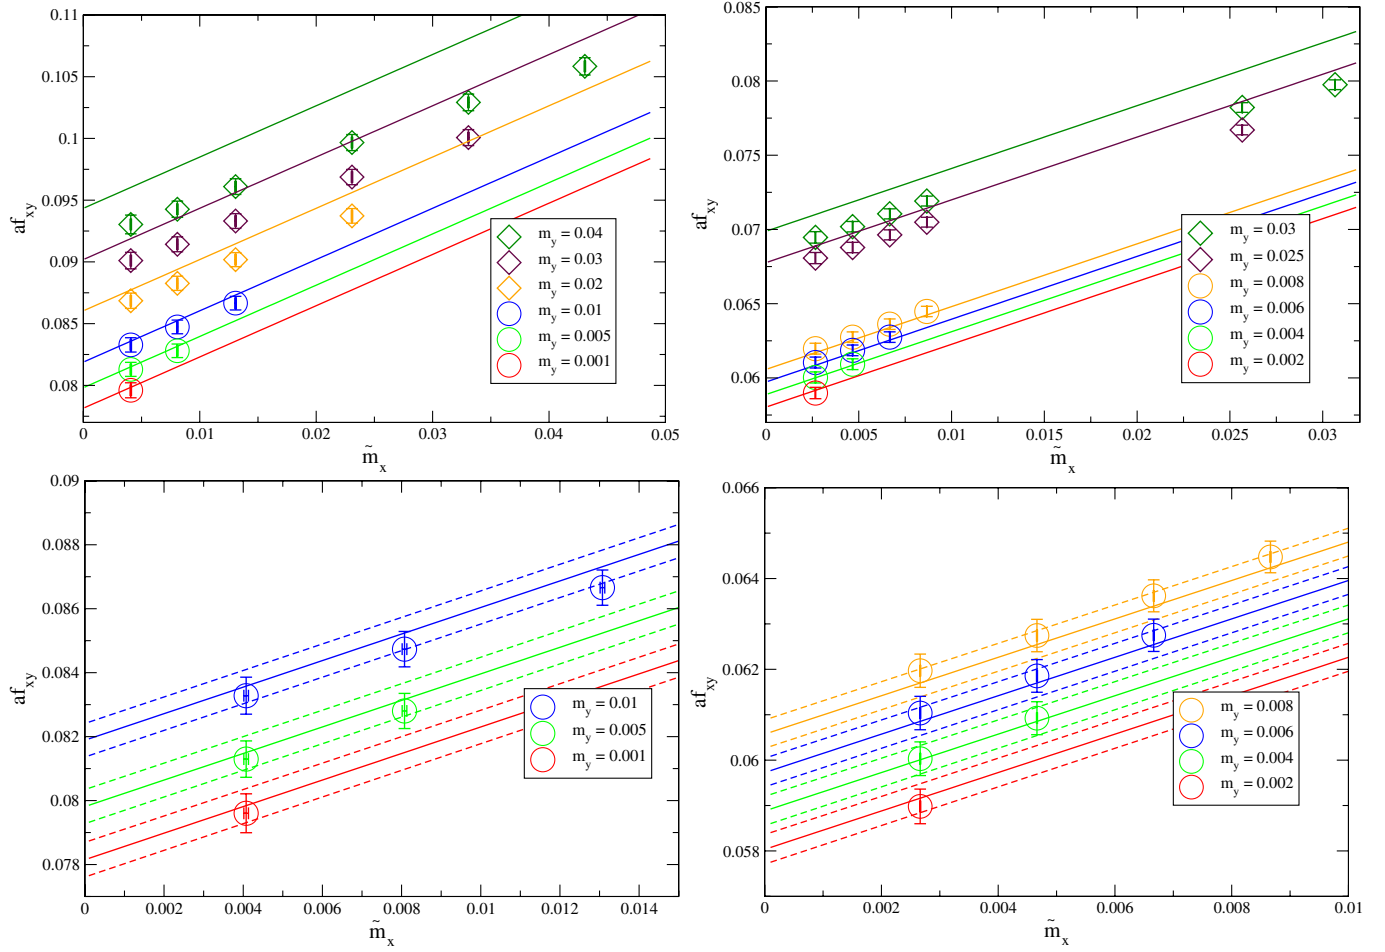 0.11
0.105
0.1
0.095
0.09
0.085
0.08
af_xy
0 0.01 0.02 0.03 0.04 0.05
m̃_x
m_y = 0.04
m_y = 0.03
m_y = 0.02
m_y = 0.01
m_y = 0.005
m_y = 0.001
0.085
0.08
0.075
0.07
0.065
0.06
af_xy
0 0.005 0.01 0.015 0.02 0.025 0.03
m̃_x
m_y = 0.03
m_y = 0.025
m_y = 0.008
m_y = 0.006
m_y = 0.004
m_y = 0.002
0.09
0.088
0.086
0.084
0.082
0.08
0.078
af_xy
0 0.002 0.004 0.006 0.008 0.01 0.012 0.014
m̃_x
m_y = 0.01
m_y = 0.005
m_y = 0.001
0.066
0.064
0.062
0.06
0.058
af_xy
0 0.002 0.004 0.006 0.008 0.01
m̃_x
m_y = 0.008
m_y = 0.006
m_y = 0.004
m_y = 0.002